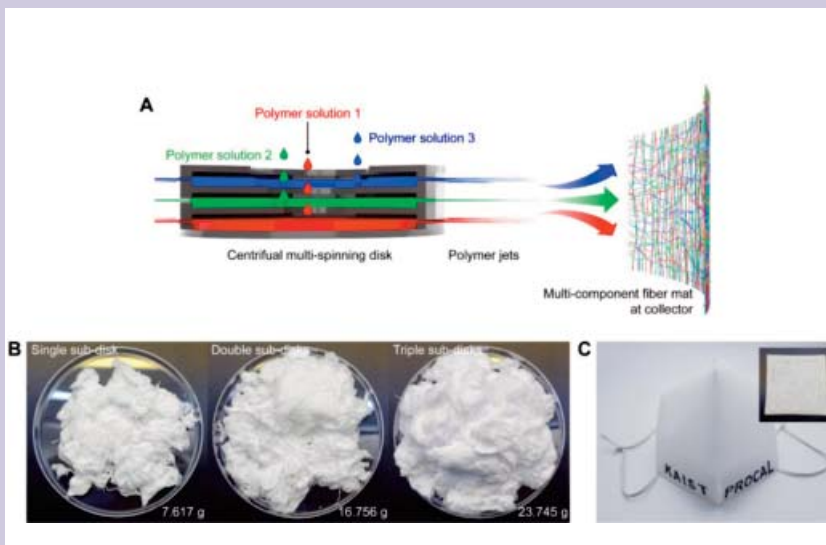 A
Polymer solution 1
Polymer solution 3
Polymer solution 2
Centrifual multi-spinning disk
Polymer jets
Multi-component fiber mat
at collector
B
Single sub-disk
Double sub-disks
Triple sub-disks
7.617 g
16.756 g
23.745 g
C
KAIST
PROCAL